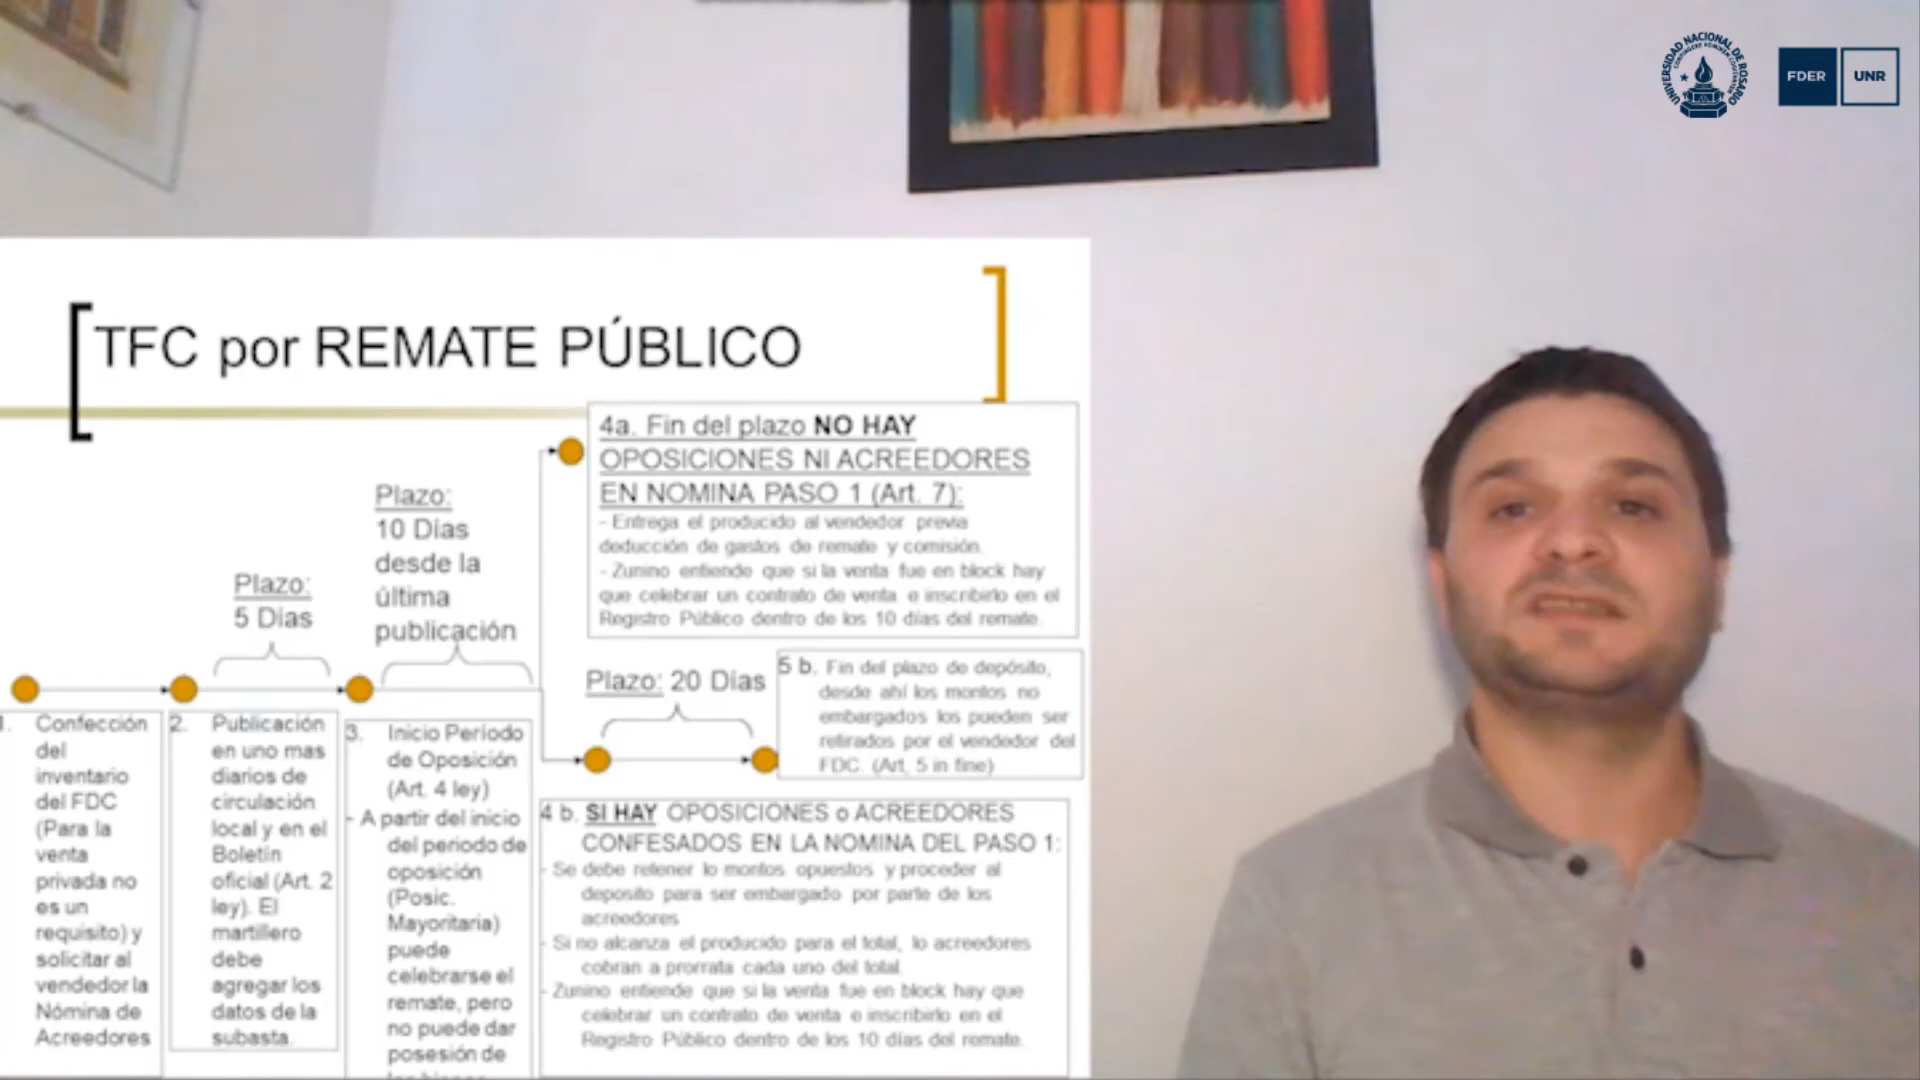 UNIVERSIDAD NACIONAL DE ROSARIO
FDER UNR
TFC por REMATE PÚBLICO
4a. Fin del plazo NO HAY
OPOSICIONES NI ACREEDORES
EN NOMINA PASO 1 (Art. 7):
- Entrega el producido al vendedor previa
deducción de gastos de remate y comisión.
- Zunino entiende que si la venta fue en block hay
que celebrar un contrato de venta e inscribirlo en el
Registro Público dentro de los 10 días del remate.
Plazo:
10 Días
desde la
última
publicación
Plazo:
5 Días
Plazo: 20 Días
5 b. Fin del plazo de depósito,
desde ahí los montos no
embargados los pueden ser
retirados por el vendedor del
FDC. (Art, 5 in fine)
1. Confección
del
inventario
del FDC
(Para la
venta
privada no
es un
requisito) y
solicitar al
vendedor la
Nómina de
Acreedores
2. Publicación
en uno mas
diarios de
circulación
local y en el
Boletín
oficial (Art. 2
ley). El
martillero
debe
agregar los
datos de la
subasta.
3. Inicio Período
de Oposición
(Art. 4 ley)
- A partir del inicio
del periodo de
oposición
(Posic.
Mayoritaria)
puede
celebrarse el
remate, pero
no puede dar
posesión de
4 b. SI HAY OPOSICIONES o ACREEDORES
CONFESADOS EN LA NOMINA DEL PASO 1:
- Se debe retener lo montos opuestos y proceder al
deposito para ser embargado por parte de los
acreedores
- Si no alcanza el producido para el total, lo acreedores
cobran a prorrata cada uno del total.
- Zunino entiende que si la venta fue en block hay que
celebrar un contrato de venta e inscribirlo en el
Registro Público dentro de los 10 días del remate.